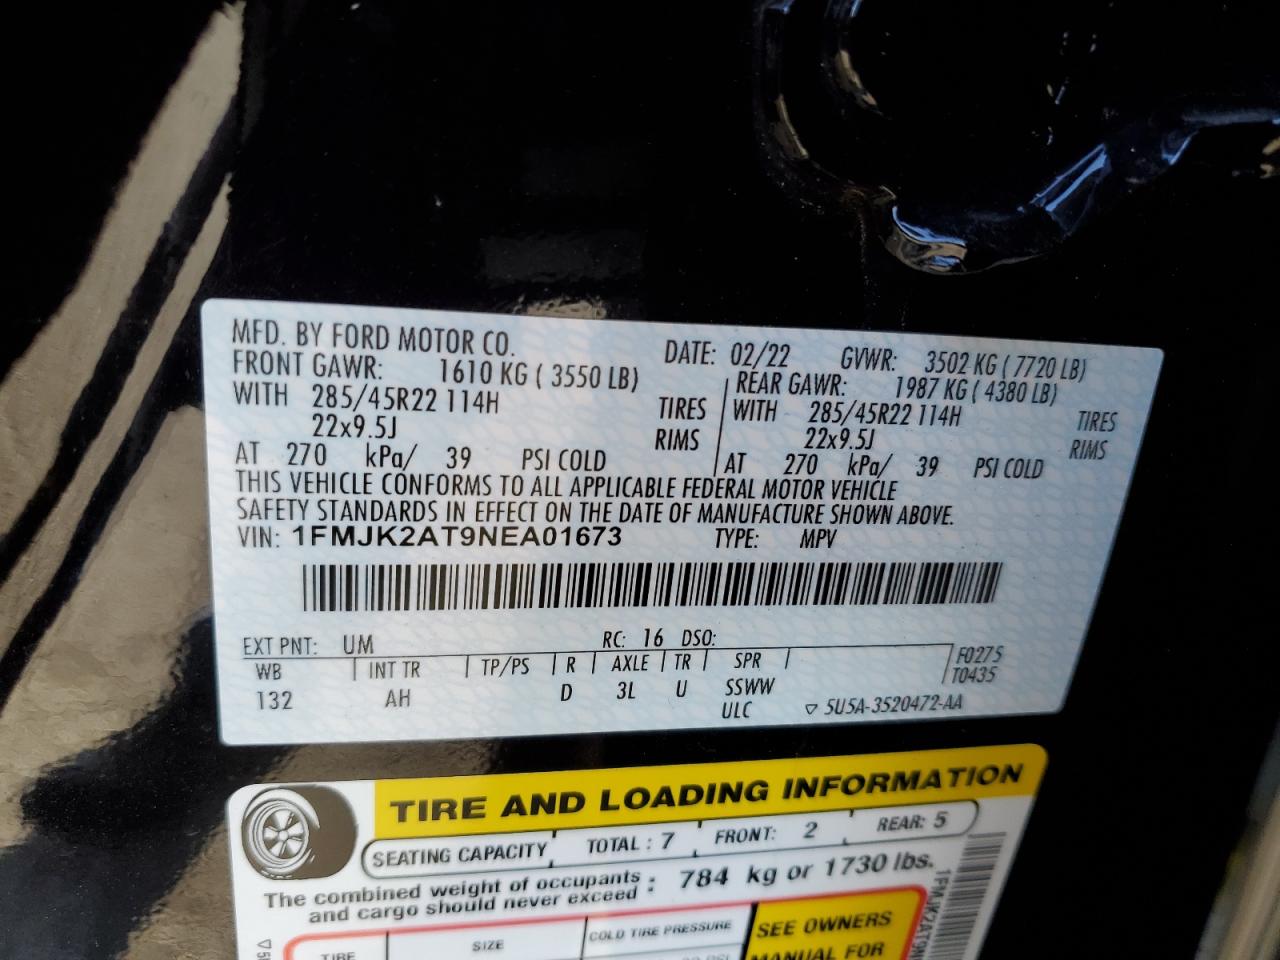 MFD. BY FORD MOTOR CO. DATE: 02/22 GVWR: 3502 KG ( 7720 LB)
FRONT GAWR: 1610 KG ( 3550 LB) REAR GAWR: 1987 KG ( 4380 LB)
WITH 285/45R22 114H TIRES WITH 285/45R22 114H TIRES
22x9.5J RIMS 22x9.5J RIMS
AT 270 kPa/ 39 PSI COLD AT 270 kPa/ 39 PSI COLD
THIS VEHICLE CONFORMS TO ALL APPLICABLE FEDERAL MOTOR VEHICLE
SAFETY STANDARDS IN EFFECT ON THE DATE OF MANUFACTURE SHOWN ABOVE.
VIN: 1FMJK2AT9NEA01673 TYPE: MPV
EXT PNT: UM RC: 16 DSO:
WB INT TR TP/PS R AXLE TR SPR F0275
132 AH D 3L U SSWW T0435
ULC 5U5A-3520472-AA
TIRE AND LOADING INFORMATION
SEATING CAPACITY TOTAL : 7 FRONT: 2 REAR: 5
The combined weight of occupants : 784 kg or 1730 lbs.
and cargo should never exceed
TIRE SIZE COLD TIRE PRESSURE SEE OWNERS
MANUAL FOR